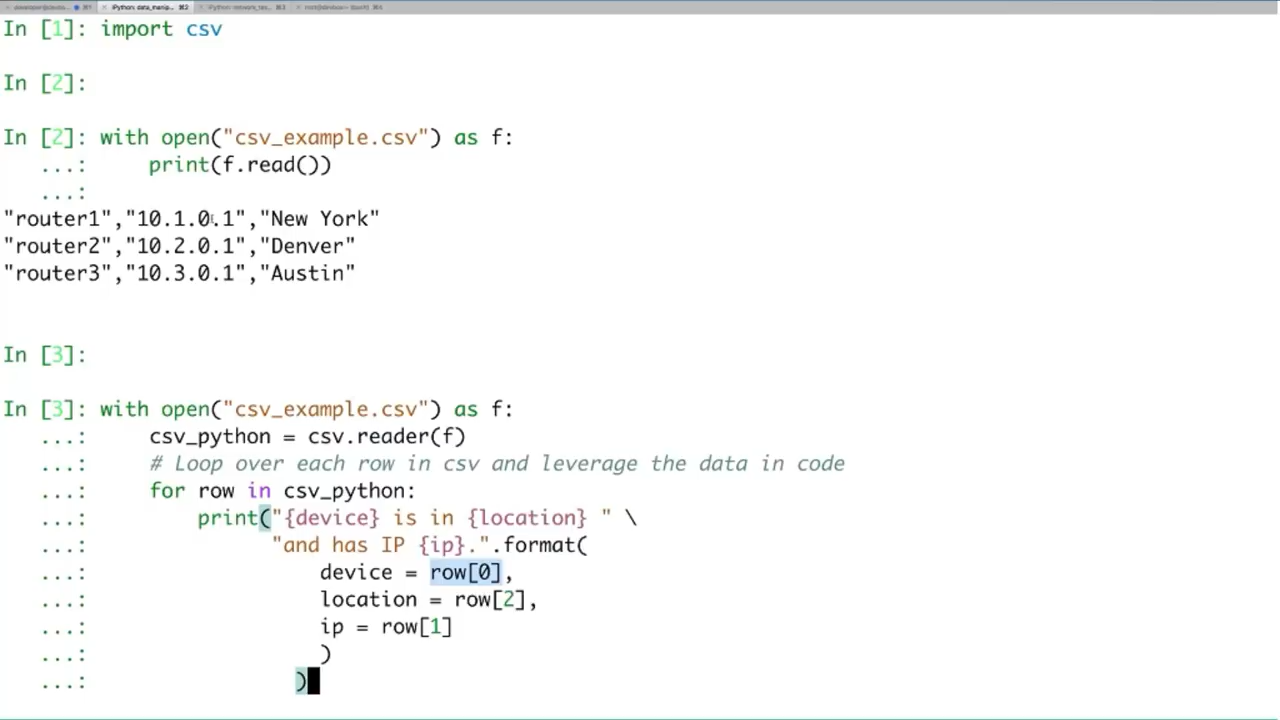 IPython: data_manip... ⌘2
In [1]: import csv
In [2]:
In [2]: with open("csv_example.csv") as f:
...:     print(f.read())
...:
"router1","10.1.0.1","New York"
"router2","10.2.0.1","Denver"
"router3","10.3.0.1","Austin"
In [3]:
In [3]: with open("csv_example.csv") as f:
...:     csv_python = csv.reader(f)
...:     # Loop over each row in csv and leverage the data in code
...:     for row in csv_python:
...:         print("{device} is in {location} " \
...:               "and has IP {ip}.".format(
...:                   device = row[0],
...:                   location = row[2],
...:                   ip = row[1]
...:                   )
...:                 )